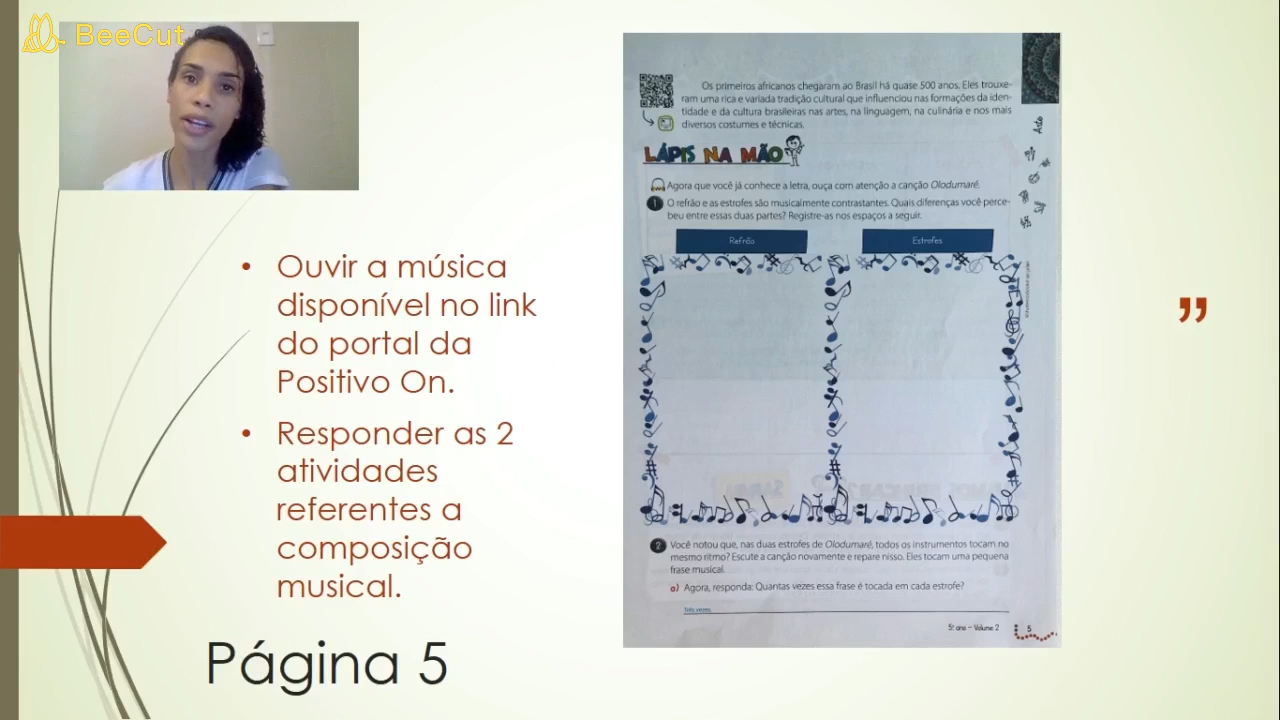 BeeCut
Ouvir a música
disponível no link
do portal da
Positivo On.
Responder as 2
atividades
referentes a
composição
musical.
Página 5
”
Os primeiros africanos chegaram ao Brasil há quase 500 anos. Eles trouxe-
ram uma rica e variada tradição cultural que influenciou nas formações da iden-
tidade e da cultura brasileiras nas artes, na linguagem, na culinária e nos mais
diversos costumes e técnicas.
Arte
LÁPIS NA MÃO
Agora que você já conhece a letra, ouça com atenção a canção Olodumaré.
1 O refrão e as estrofes são musicalmente contrastantes. Quais diferenças você perce-
beu entre essas duas partes? Registre-as nos espaços a seguir.
Refrão
Estrofes
2 Você notou que, nas duas estrofes de Olodumaré, todos os instrumentos tocam no
mesmo ritmo? Escute a canção novamente e repare nisso. Eles tocam uma pequena
frase musical.
a) Agora, responda: Quantas vezes essa frase é tocada em cada estrofe?
Três vezes.
5º ano – Volume 2
5